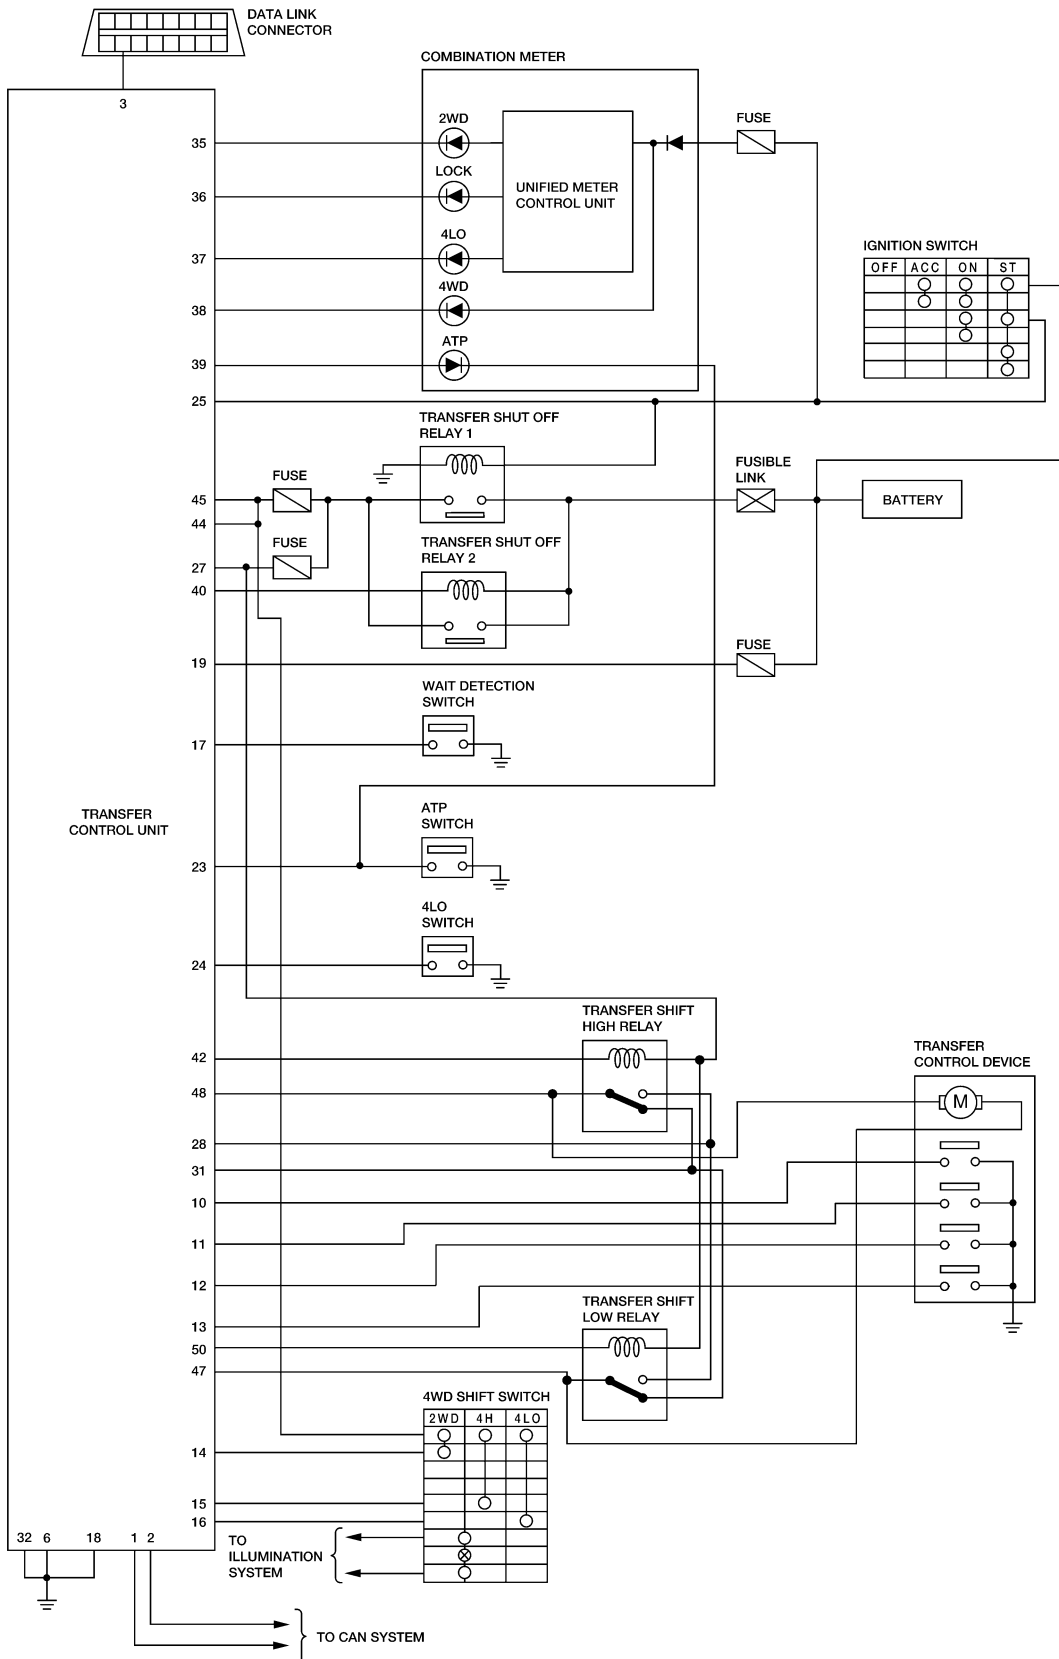 DATA LINK
CONNECTOR
3
COMBINATION METER
35
2WD
FUSE
36
LOCK
UNIFIED METER
CONTROL UNIT
37
4LO
IGNITION SWITCH
OFF ACC ON ST
38
4WD
39
ATP
25
TRANSFER SHUT OFF
RELAY 1
45
FUSE
FUSIBLE
LINK
BATTERY
44
27
FUSE
TRANSFER SHUT OFF
RELAY 2
40
19
FUSE
WAIT DETECTION
SWITCH
17
TRANSFER
CONTROL UNIT
ATP
SWITCH
23
4LO
SWITCH
24
TRANSFER SHIFT
HIGH RELAY
42
48
TRANSFER
CONTROL DEVICE
M
28
31
10
11
12
13
TRANSFER SHIFT
LOW RELAY
50
47
4WD SHIFT SWITCH
2WD 4H 4LO
14
15
16
32 6 18 1 2
TO
ILLUMINATION
SYSTEM
TO CAN SYSTEM